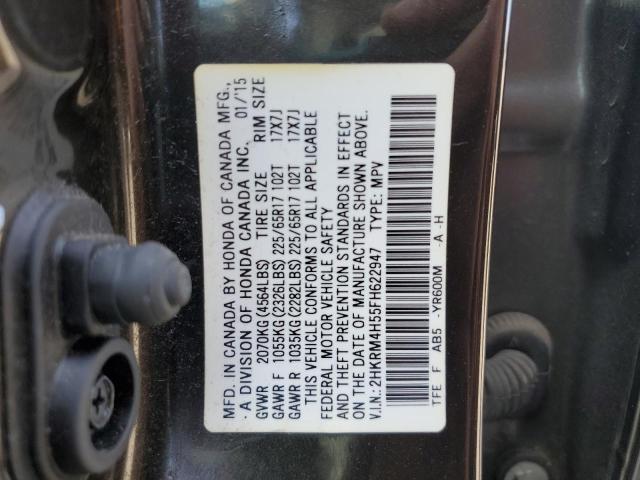 MFD. IN CANADA BY HONDA OF CANADA MFG.,
- A DIVISION OF HONDA CANADA INC. 01/'15
GVWR 2070KG (4564LBS) TIRE SIZE RIM SIZE
GAWR F 1055KG (2326LBS) 225/65R17 102T 17X7J
GAWR R 1035KG (2282LBS) 225/65R17 102T 17X7J
THIS VEHICLE CONFORMS TO ALL APPLICABLE
FEDERAL MOTOR VEHICLE SAFETY
AND THEFT PREVENTION STANDARDS IN EFFECT
ON THE DATE OF MANUFACTURE SHOWN ABOVE.
V.I.N.: 2HKRM4H55FH622947 TYPE: MPV
TFE F AB5 -YR600M -A -H